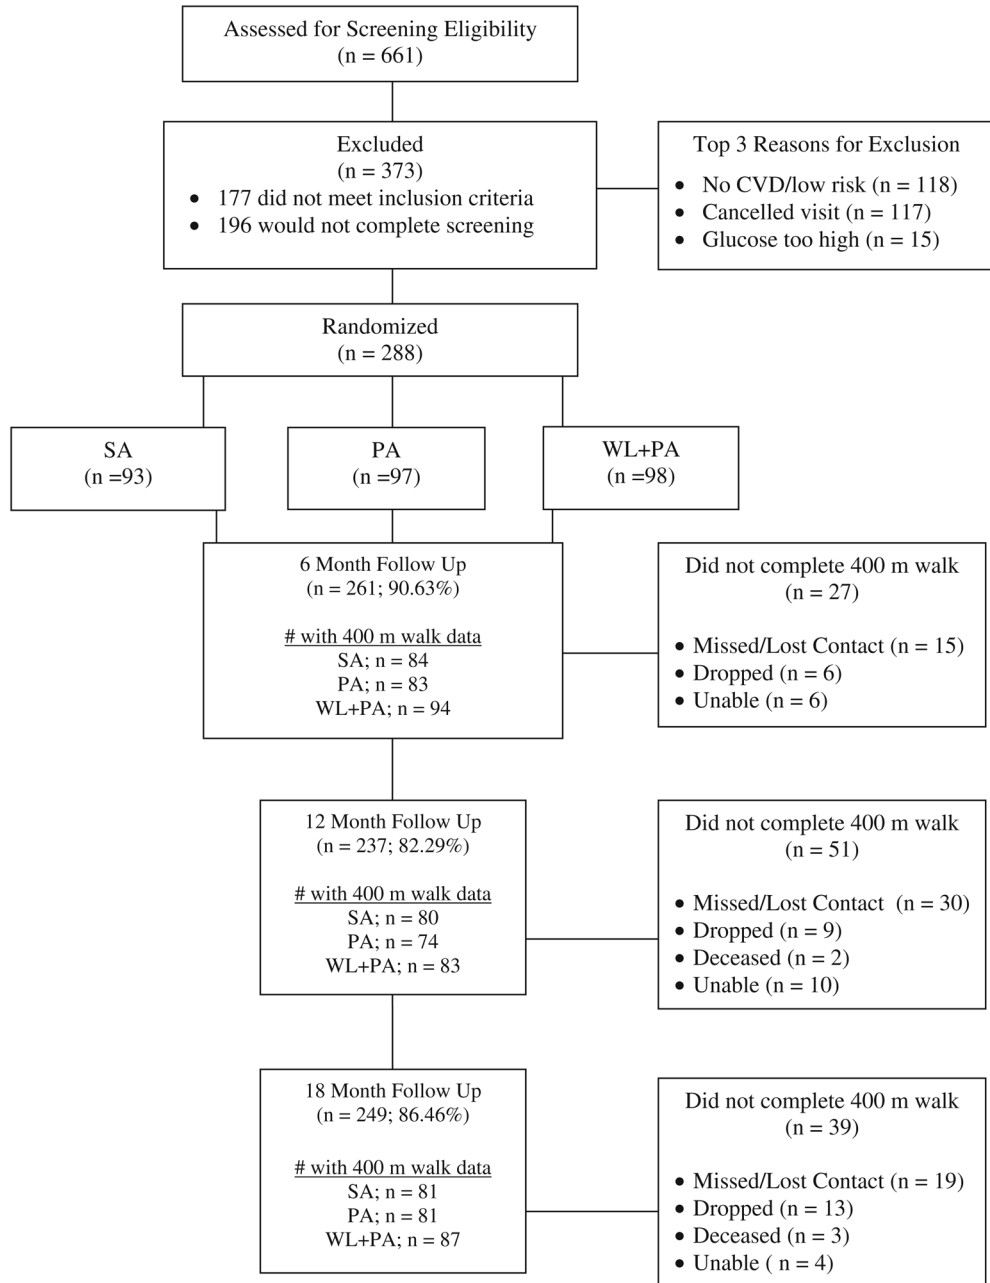 Assessed for Screening Eligibility
(n = 661)
Excluded
(n = 373)
• 177 did not meet inclusion criteria
• 196 would not complete screening
Top 3 Reasons for Exclusion
• No CVD/low risk (n = 118)
• Cancelled visit (n = 117)
• Glucose too high (n = 15)
Randomized
(n = 288)
SA
(n =93)
PA
(n =97)
WL+PA
(n =98)
6 Month Follow Up
(n = 261; 90.63%)
# with 400 m walk data
SA; n = 84
PA; n = 83
WL+PA; n = 94
Did not complete 400 m walk
(n = 27)
• Missed/Lost Contact (n = 15)
• Dropped (n = 6)
• Unable (n = 6)
12 Month Follow Up
(n = 237; 82.29%)
# with 400 m walk data
SA; n = 80
PA; n = 74
WL+PA; n = 83
Did not complete 400 m walk
(n = 51)
• Missed/Lost Contact (n = 30)
• Dropped (n = 9)
• Deceased (n = 2)
• Unable (n = 10)
18 Month Follow Up
(n = 249; 86.46%)
# with 400 m walk data
SA; n = 81
PA; n = 81
WL+PA; n = 87
Did not complete 400 m walk
(n = 39)
• Missed/Lost Contact (n = 19)
• Dropped (n = 13)
• Deceased (n = 3)
• Unable ( n = 4)